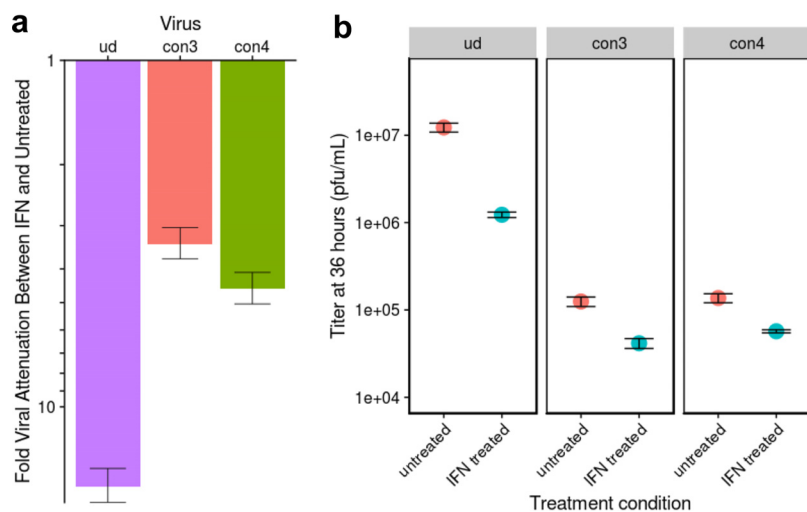 a
Virus
ud con3 con4
1
10
Fold Viral Attenuation Between IFN and Untreated
b
ud con3 con4
1e+07
1e+06
1e+05
1e+04
Titer at 36 hours (pfu/mL)
untreated IFN treated untreated IFN treated untreated IFN treated
Treatment condition